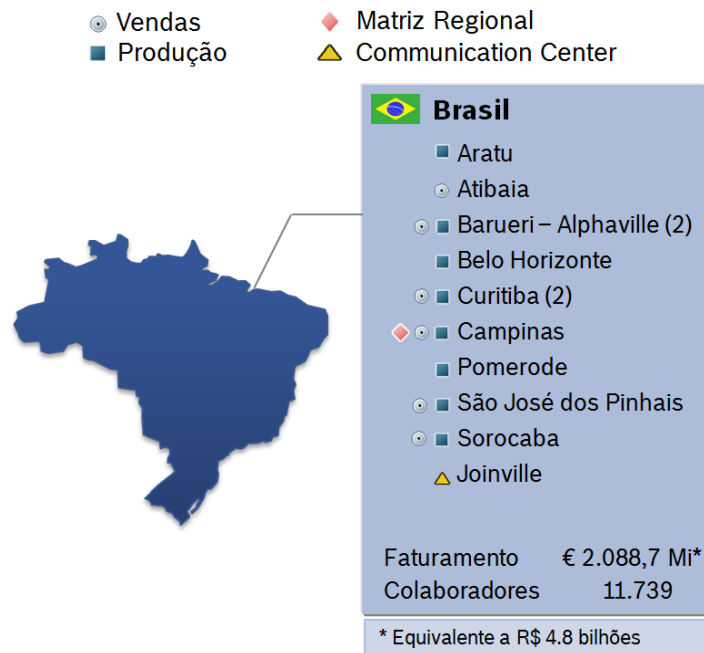 Vendas
Matriz Regional
Produção
Communication Center
Brasil
Aratu
Atibaia
Barueri – Alphaville (2)
Belo Horizonte
Curitiba (2)
Campinas
Pomerode
São José dos Pinhais
Sorocaba
Joinville
Faturamento € 2.088,7 Mi*
Colaboradores 11.739
* Equivalente a R$ 4.8 bilhões